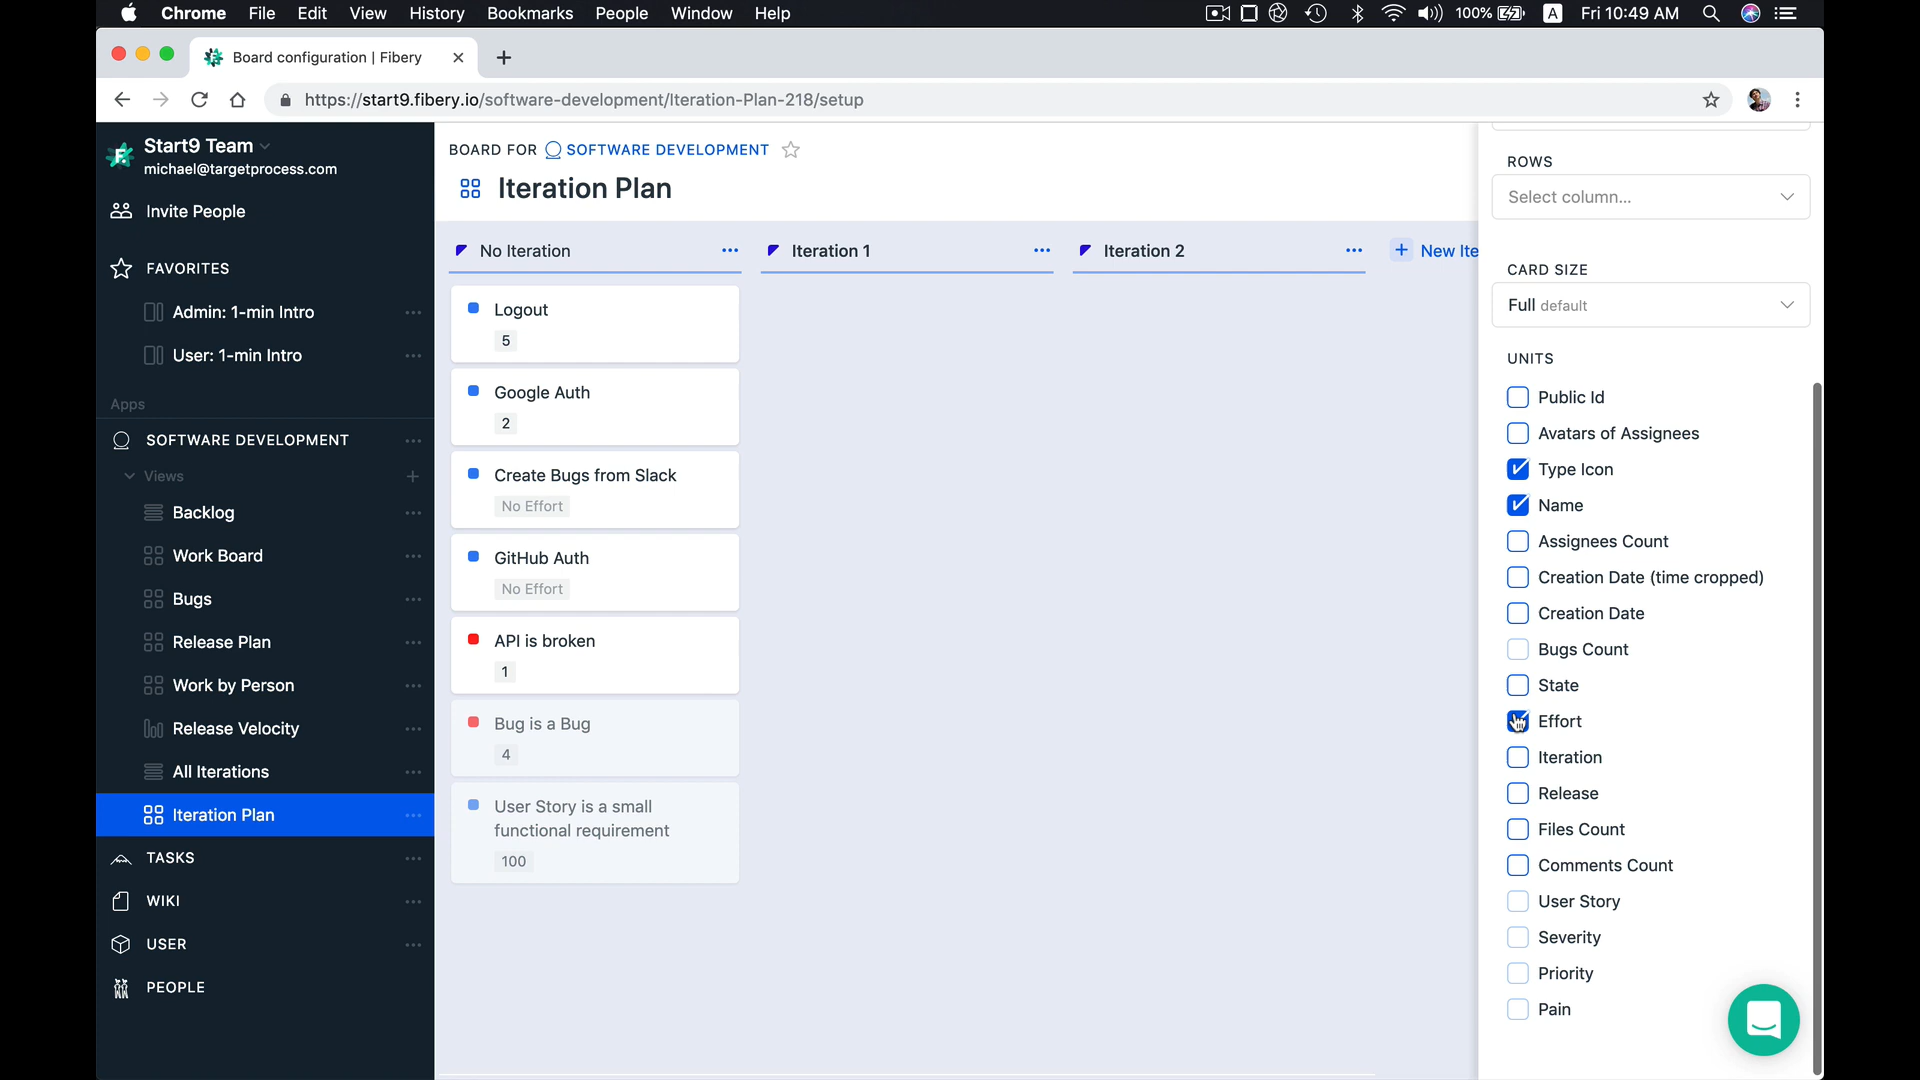 Chrome File Edit View History Bookmarks People Window Help 100% A Fri 10:49 AM
Board configuration | Fibery
https://start9.fibery.io/software-development/Iteration-Plan-218/setup
Start9 Team
michael@targetprocess.com
Invite People
FAVORITES
Admin: 1-min Intro
User: 1-min Intro
Apps
SOFTWARE DEVELOPMENT
Views
Backlog
Work Board
Bugs
Release Plan
Work by Person
Release Velocity
All Iterations
Iteration Plan
TASKS
WIKI
USER
PEOPLE
BOARD FOR SOFTWARE DEVELOPMENT
Iteration Plan
No Iteration
Iteration 1
Iteration 2
New Ite
Logout
5
Google Auth
2
Create Bugs from Slack
No Effort
GitHub Auth
No Effort
API is broken
1
Bug is a Bug
4
User Story is a small
functional requirement
100
ROWS
Select column...
CARD SIZE
Full default
UNITS
Public Id
Avatars of Assignees
Type Icon
Name
Assignees Count
Creation Date (time cropped)
Creation Date
Bugs Count
State
Effort
Iteration
Release
Files Count
Comments Count
User Story
Severity
Priority
Pain